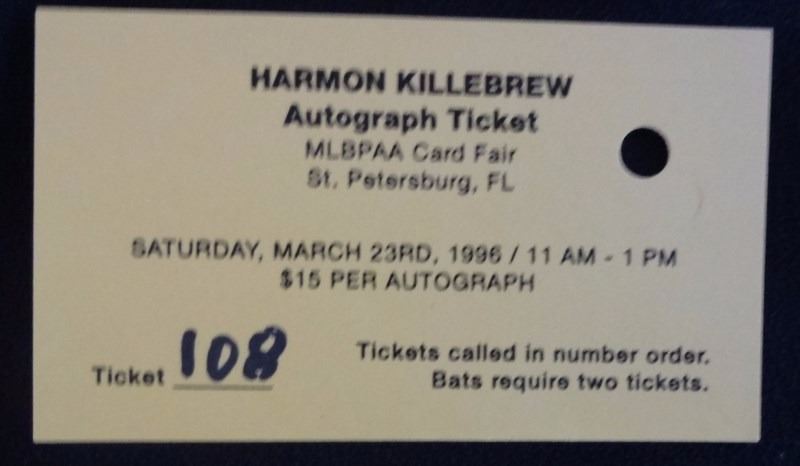 HARMON KILLEBREW
Autograph Ticket
MLBPAA Card Fair
St. Petersburg, FL
SATURDAY, MARCH 23RD, 1996 / 11 AM - 1 PM
$15 PER AUTOGRAPH
Tickets called in number order.
Ticket 108
Bats require two tickets.